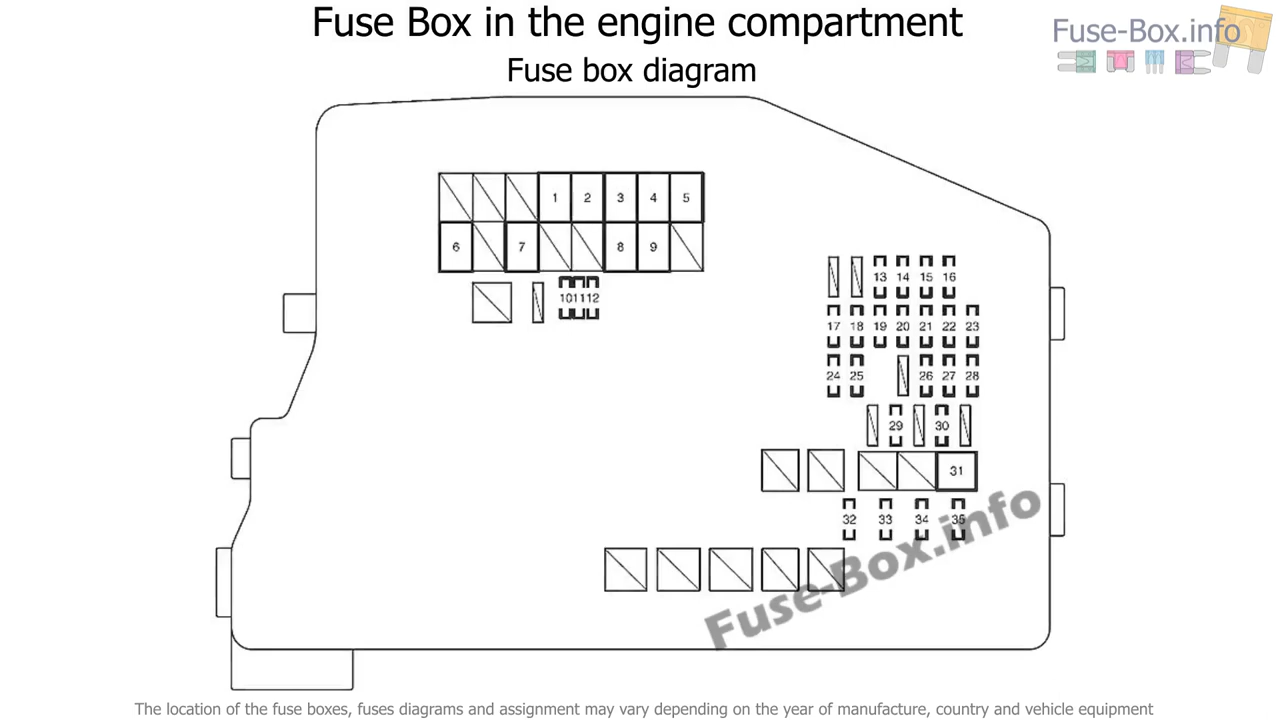 Fuse Box in the engine compartment
Fuse-Box.info
Fuse box diagram
1 2 3 4 5
6 7 8 9
10 11 12
13 14 15 16
17 18 19 20 21 22 23
24 25 26 27 28
29 30
31
32 33 34 35
Fuse-Box.info
The location of the fuse boxes, fuses diagrams and assignment may vary depending on the year of manufacture, country and vehicle equipment